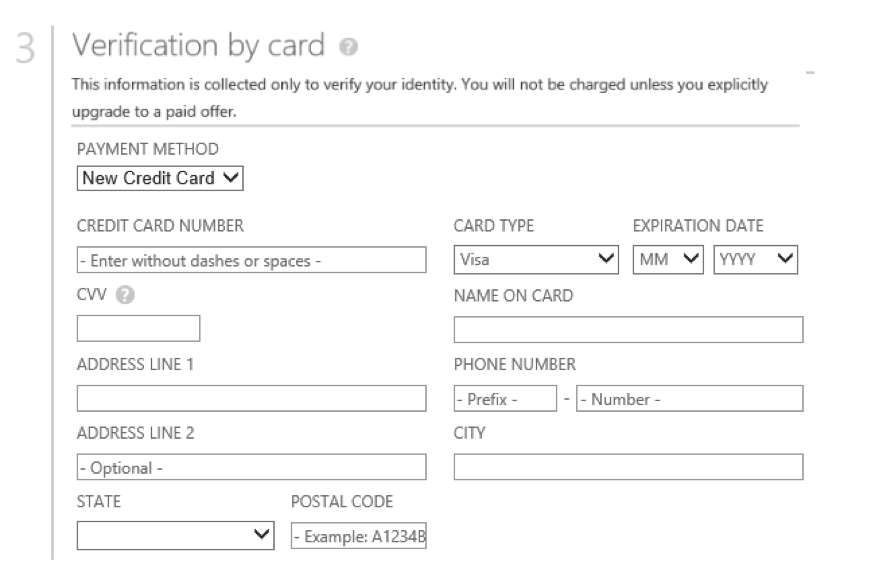 3
Verification by card ?
This information is collected only to verify your identity. You will not be charged unless you explicitly
upgrade to a paid offer.
PAYMENT METHOD
New Credit Card
CREDIT CARD NUMBER CARD TYPE EXPIRATION DATE
- Enter without dashes or spaces - Visa MM YYYY
CVV ? NAME ON CARD
ADDRESS LINE 1 PHONE NUMBER
- Prefix - - - Number -
ADDRESS LINE 2 CITY
- Optional -
STATE POSTAL CODE
- Example: A1234B